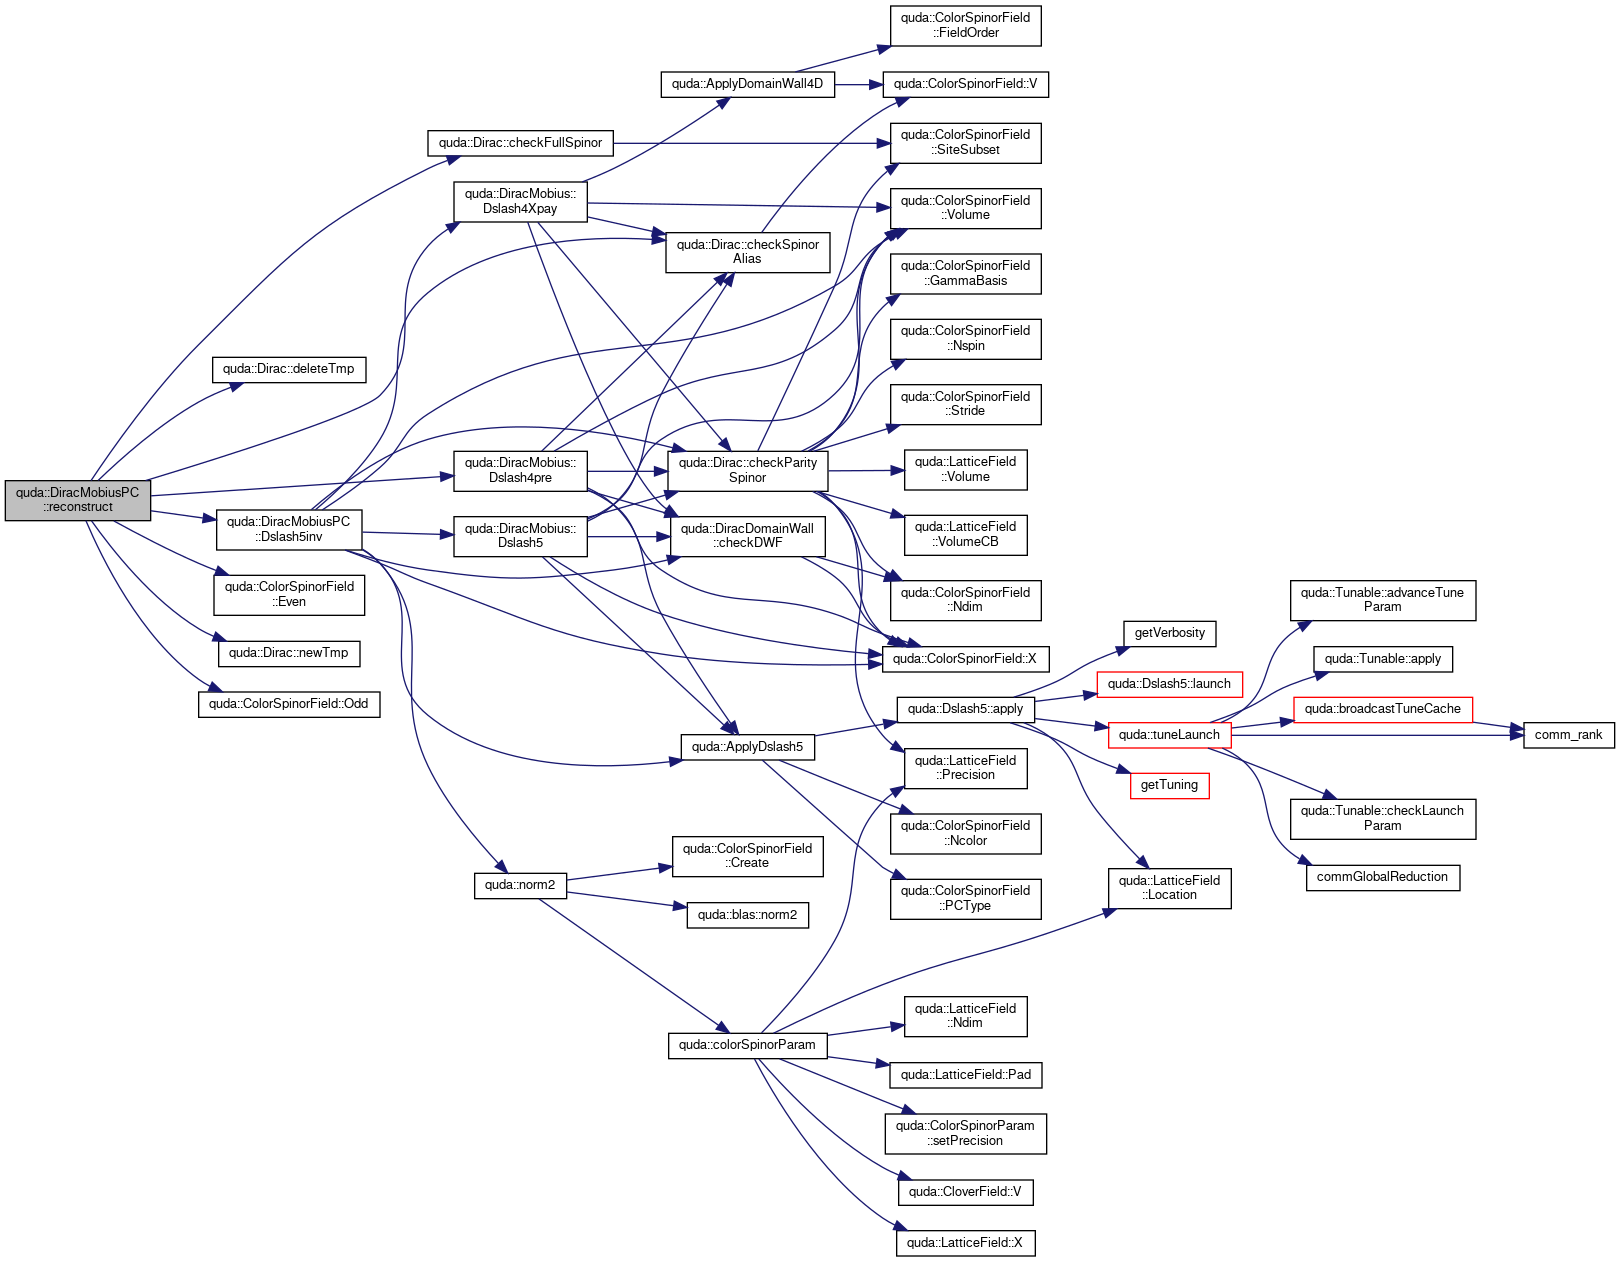 quda::DiracMobiusPC
::reconstruct
quda::Dirac::checkFullSpinor
quda::Dirac::deleteTmp
quda::DiracMobiusPC
::Dslash5inv
quda::ColorSpinorField
::Even
quda::Dirac::newTmp
quda::ColorSpinorField::Odd
quda::DiracMobius::
Dslash4Xpay
quda::DiracMobius::
Dslash4pre
quda::DiracMobius::
Dslash5
quda::norm2
quda::ApplyDomainWall4D
quda::Dirac::checkSpinor
Alias
quda::Dirac::checkParity
Spinor
quda::DiracDomainWall
::checkDWF
quda::ApplyDslash5
quda::ColorSpinorField
::Create
quda::blas::norm2
quda::colorSpinorParam
quda::ColorSpinorField
::FieldOrder
quda::ColorSpinorField::V
quda::ColorSpinorField
::SiteSubset
quda::ColorSpinorField
::Volume
quda::ColorSpinorField
::GammaBasis
quda::ColorSpinorField
::Nspin
quda::ColorSpinorField
::Stride
quda::LatticeField
::Volume
quda::LatticeField
::VolumeCB
quda::ColorSpinorField
::Ndim
quda::ColorSpinorField::X
quda::Dslash5::apply
quda::LatticeField
::Precision
quda::ColorSpinorField
::Ncolor
quda::ColorSpinorField
::PCType
quda::LatticeField
::Ndim
quda::LatticeField::Pad
quda::ColorSpinorParam
::setPrecision
quda::CloverField::V
quda::LatticeField::X
getVerbosity
quda::Dslash5::launch
quda::tuneLaunch
getTuning
quda::LatticeField
::Location
quda::Tunable::advanceTune
Param
quda::Tunable::apply
quda::broadcastTuneCache
quda::Tunable::checkLaunch
Param
commGlobalReduction
comm_rank